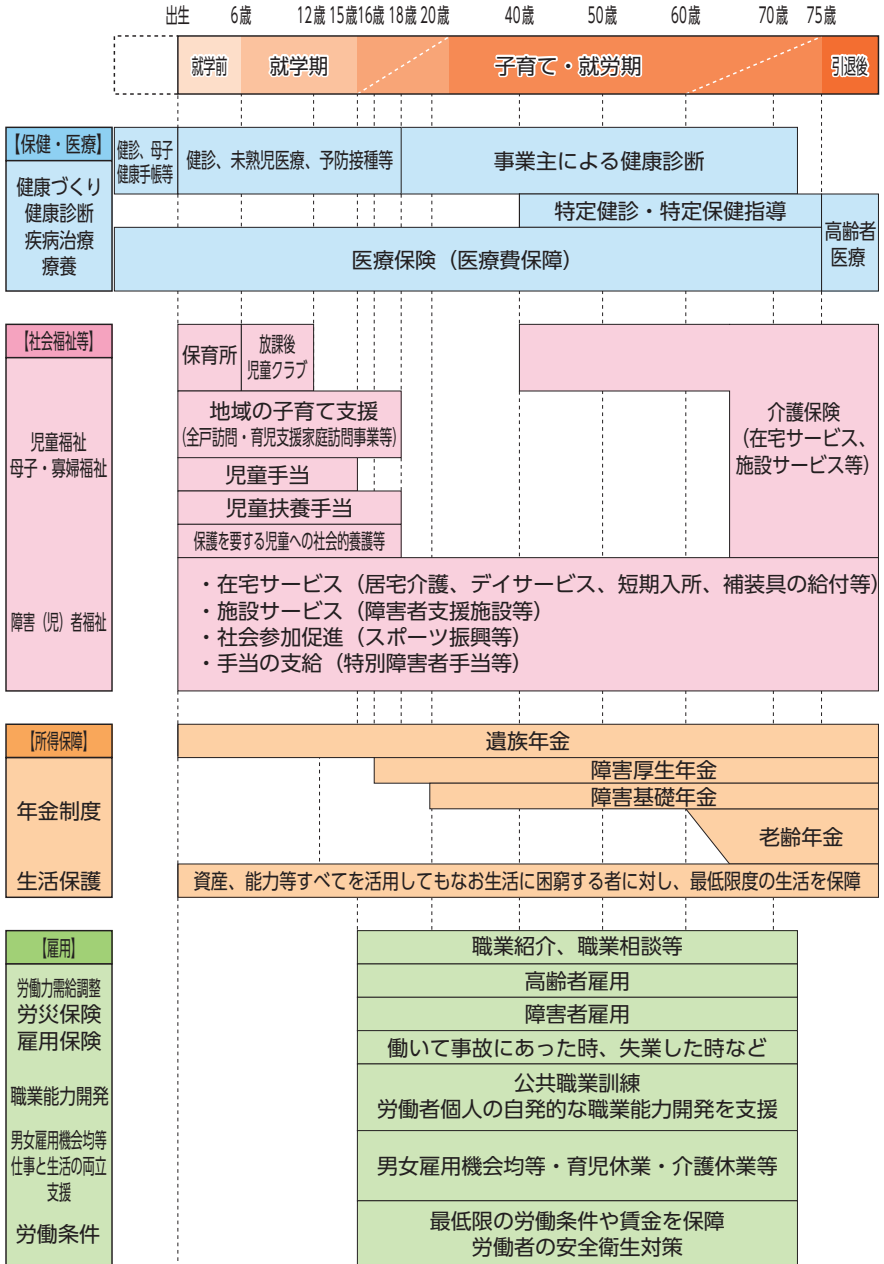 出生 6歳 12歳 15歳 16歳 18歳 20歳 40歳 50歳 60歳 70歳 75歳
就学前 就学期 子育て・就労期 引退後
【保健・医療】
健康づくり
健康診断
疾病治療
療養
健診、母子
健康手帳等
健診、未熟児医療、予防接種等
事業主による健康診断
特定健診・特定保健指導
高齢者
医療
医療保険（医療費保障）
【社会福祉等】
児童福祉
母子・寡婦福祉
障害（児）者福祉
保育所
放課後
児童クラブ
地域の子育て支援
（全戸訪問・育児支援家庭訪問事業等）
児童手当
児童扶養手当
保護を要する児童への社会的養護等
介護保険
（在宅サービス、
施設サービス等）
・在宅サービス（居宅介護、デイサービス、短期入所、補装具の給付等）
・施設サービス（障害者支援施設等）
・社会参加促進（スポーツ振興等）
・手当の支給（特別障害者手当等）
【所得保障】
年金制度
生活保護
遺族年金
障害厚生年金
障害基礎年金
老齢年金
資産、能力等すべてを活用してもなお生活に困窮する者に対し、最低限度の生活を保障
【雇用】
労働力需給調整
労災保険
雇用保険
職業能力開発
男女雇用機会均等
仕事と生活の両立
支援
労働条件
職業紹介、職業相談等
高齢者雇用
障害者雇用
働いて事故にあった時、失業した時など
公共職業訓練
労働者個人の自発的な職業能力開発を支援
男女雇用機会均等・育児休業・介護休業等
最低限の労働条件や賃金を保障
労働者の安全衛生対策